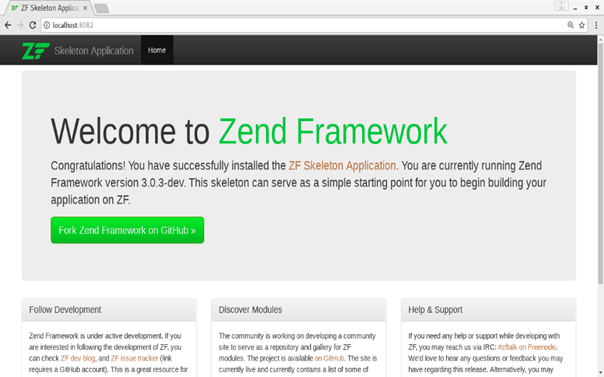 ZF Skeleton Applicat
localhost:8082
ZF Skeleton Application Home
Welcome to Zend Framework
Congratulations! You have successfully installed the ZF Skeleton Application. You are currently running Zend
Framework version 3.0.3-dev. This skeleton can serve as a simple starting point for you to begin building your
application on ZF.
Fork Zend Framework on GitHub »
Follow Development
Zend Framework is under active development. If you
are interested in following the development of ZF, you
can check ZF dev blog, and ZF issue tracker (link
requires a GitHub account). This is a great resource for
Discover Modules
The community is working on developing a community
site to serve as a repository and gallery for ZF
modules. The project is available on GitHub. The site is
currently live and currently contains a list of some of
Help & Support
If you need any help or support while developing with
ZF, you may reach us via IRC: #zftalk on Freenode.
We'd love to hear any questions or feedback you may
have regarding this release. Alternatively, you may